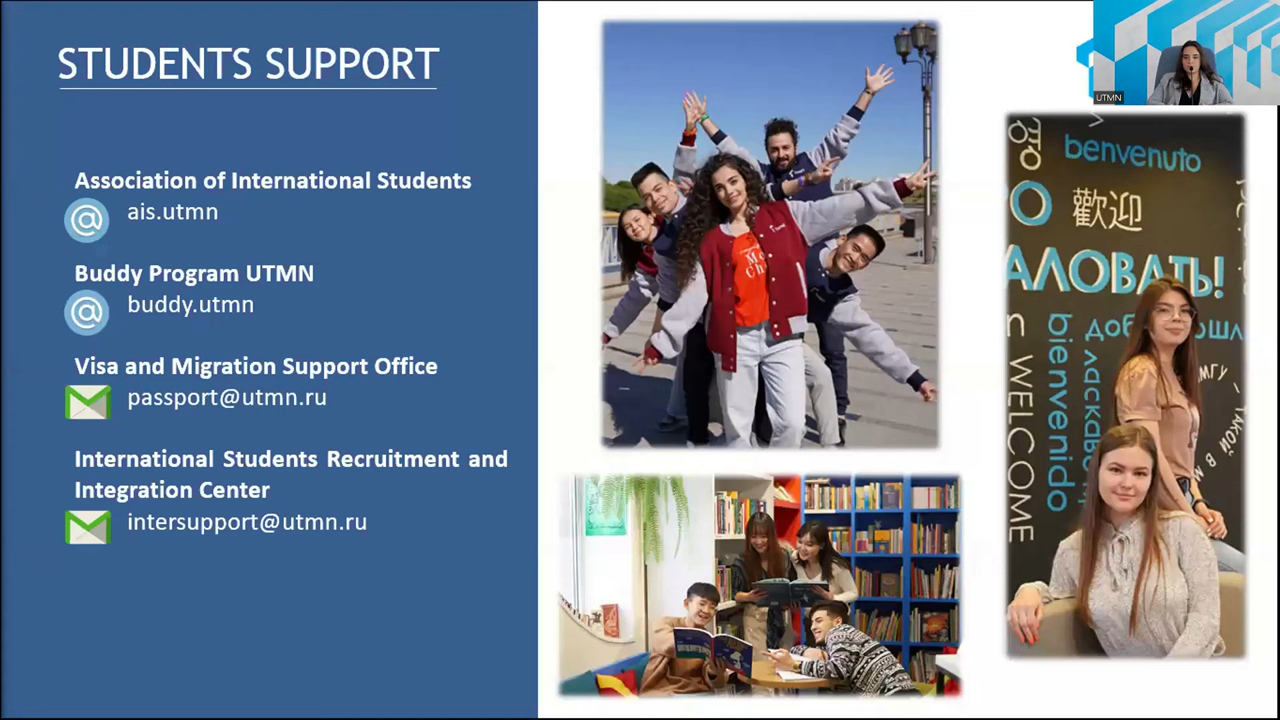 STUDENTS SUPPORT
Association of International Students
ais.utmn
Buddy Program UTMN
buddy.utmn
Visa and Migration Support Office
passport@utmn.ru
International Students Recruitment and
Integration Center
intersupport@utmn.ru
UTMN
benvenuto
歡迎
АЛОВАТЬ!
bienvenido
WELCOME